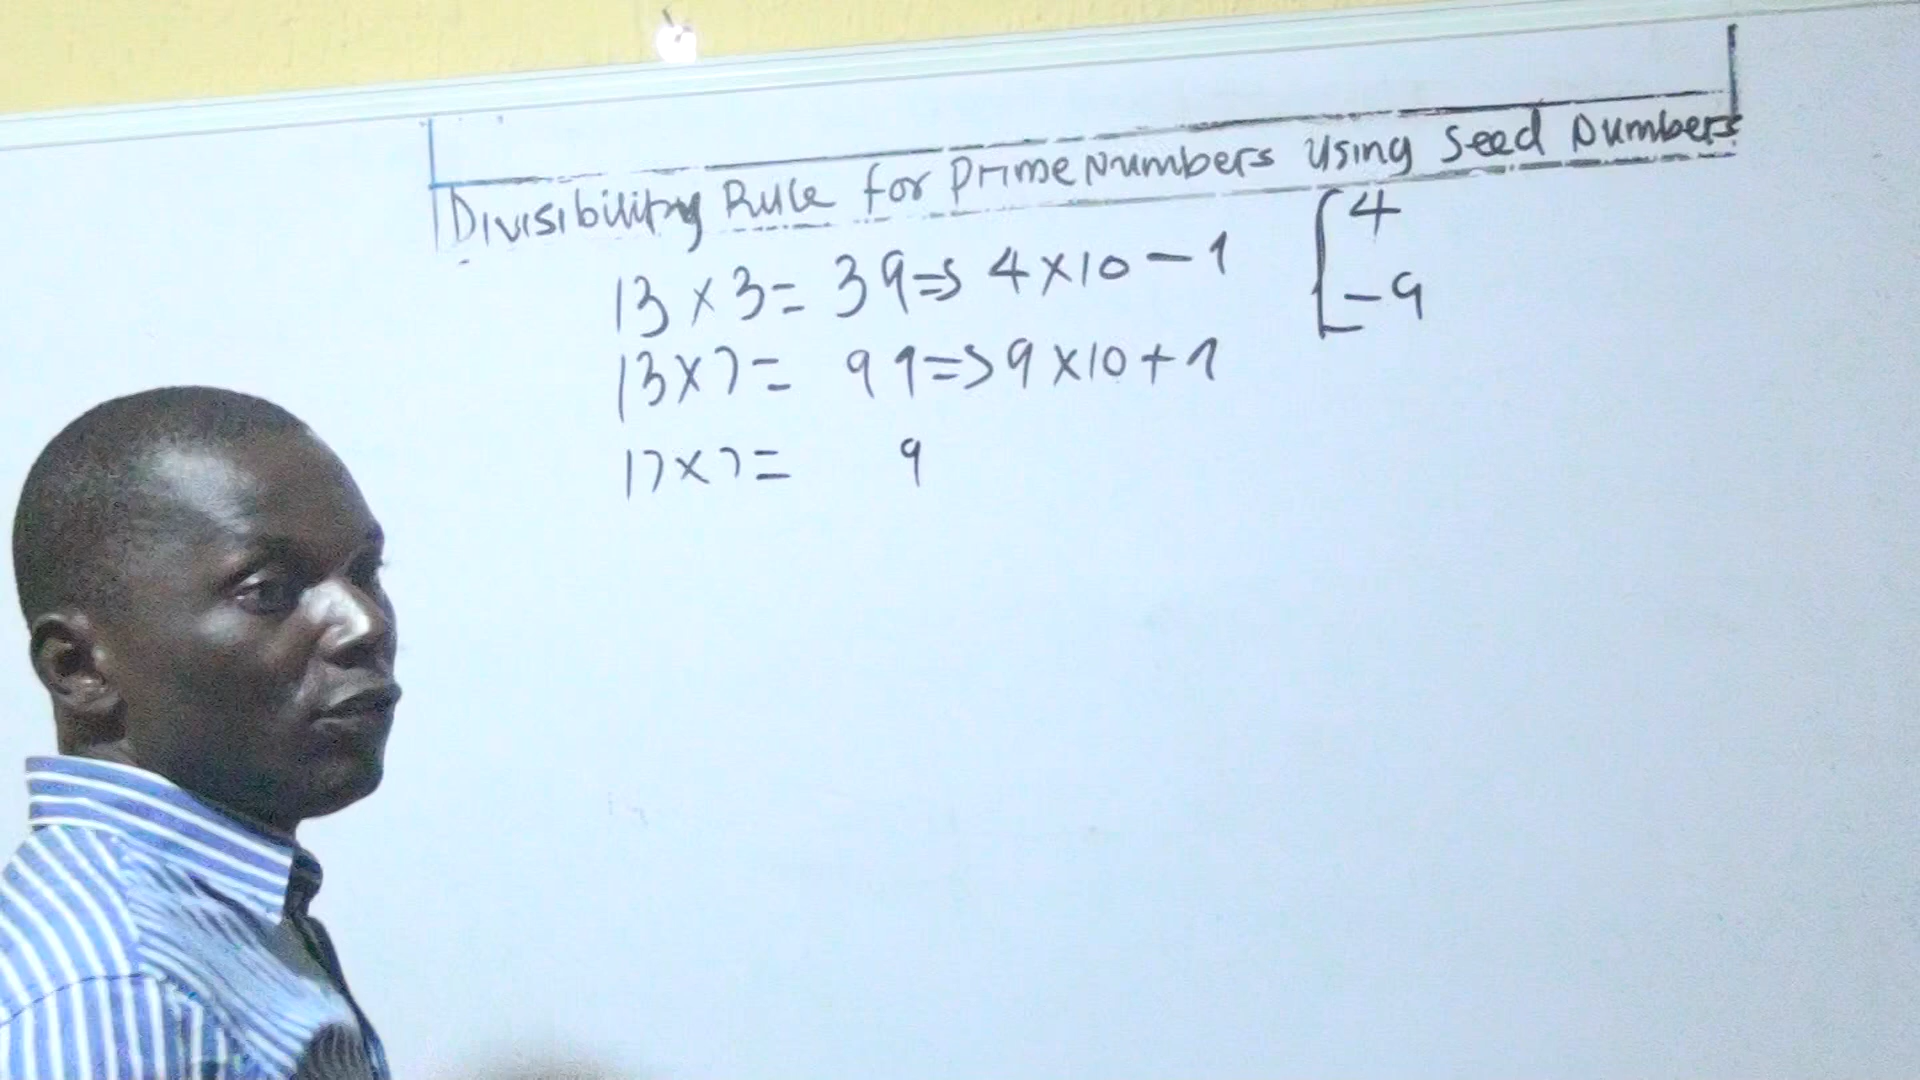 Divisibility Rule for Prime Numbers Using Seed Numbers
13 × 3 = 39 => 4 × 10 - 1
4
-9
13 × 7 = 91 => 9 × 10 + 1
17 × 7 = 9